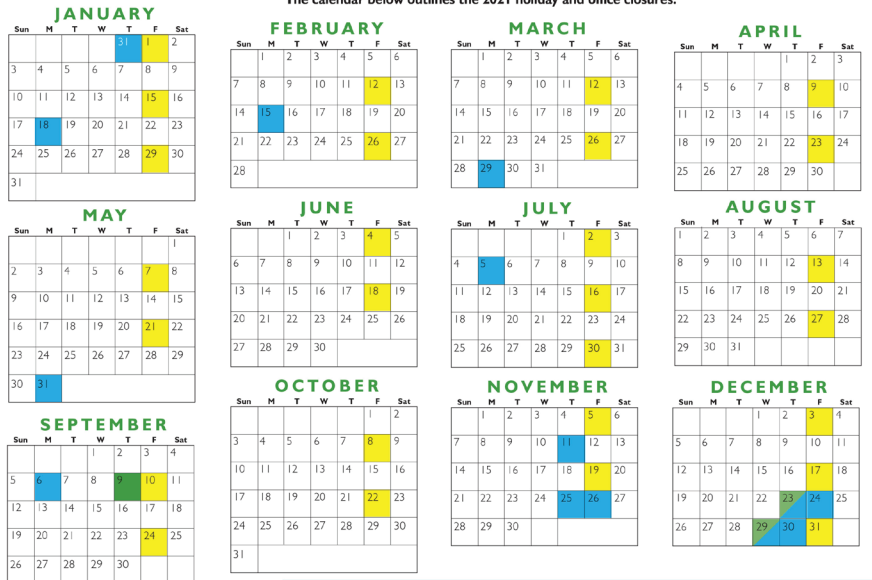 The calendar below outlines the 2021 holiday and office closures.
JANUARY
Sun M T W T F Sat
31 1 2
3 4 5 6 7 8 9
10 11 12 13 14 15 16
17 18 19 20 21 22 23
24 25 26 27 28 29 30
31
FEBRUARY
Sun M T W T F Sat
1 2 3 4 5 6
7 8 9 10 11 12 13
14 15 16 17 18 19 20
21 22 23 24 25 26 27
28
MARCH
Sun M T W T F Sat
1 2 3 4 5 6
7 8 9 10 11 12 13
14 15 16 17 18 19 20
21 22 23 24 25 26 27
28 29 30 31
APRIL
Sun M T W T F Sat
1 2 3
4 5 6 7 8 9 10
11 12 13 14 15 16 17
18 19 20 21 22 23 24
25 26 27 28 29 30
MAY
Sun M T W T F Sat
1
2 3 4 5 6 7 8
9 10 11 12 13 14 15
16 17 18 19 20 21 22
23 24 25 26 27 28 29
30 31
JUNE
Sun M T W T F Sat
1 2 3 4 5
6 7 8 9 10 11 12
13 14 15 16 17 18 19
20 21 22 23 24 25 26
27 28 29 30
JULY
Sun M T W T F Sat
1 2 3
4 5 6 7 8 9 10
11 12 13 14 15 16 17
18 19 20 21 22 23 24
25 26 27 28 29 30 31
AUGUST
Sun M T W T F Sat
1 2 3 4 5 6 7
8 9 10 11 12 13 14
15 16 17 18 19 20 21
22 23 24 25 26 27 28
29 30 31
SEPTEMBER
Sun M T W T F Sat
1 2 3 4
5 6 7 8 9 10 11
12 13 14 15 16 17 18
19 20 21 22 23 24 25
26 27 28 29 30
OCTOBER
Sun M T W T F Sat
1 2
3 4 5 6 7 8 9
10 11 12 13 14 15 16
17 18 19 20 21 22 23
24 25 26 27 28 29 30
31
NOVEMBER
Sun M T W T F Sat
1 2 3 4 5 6
7 8 9 10 11 12 13
14 15 16 17 18 19 20
21 22 23 24 25 26 27
28 29 30
DECEMBER
Sun M T W T F Sat
1 2 3 4
5 6 7 8 9 10 11
12 13 14 15 16 17 18
19 20 21 22 23 24 25
26 27 28 29 30 31